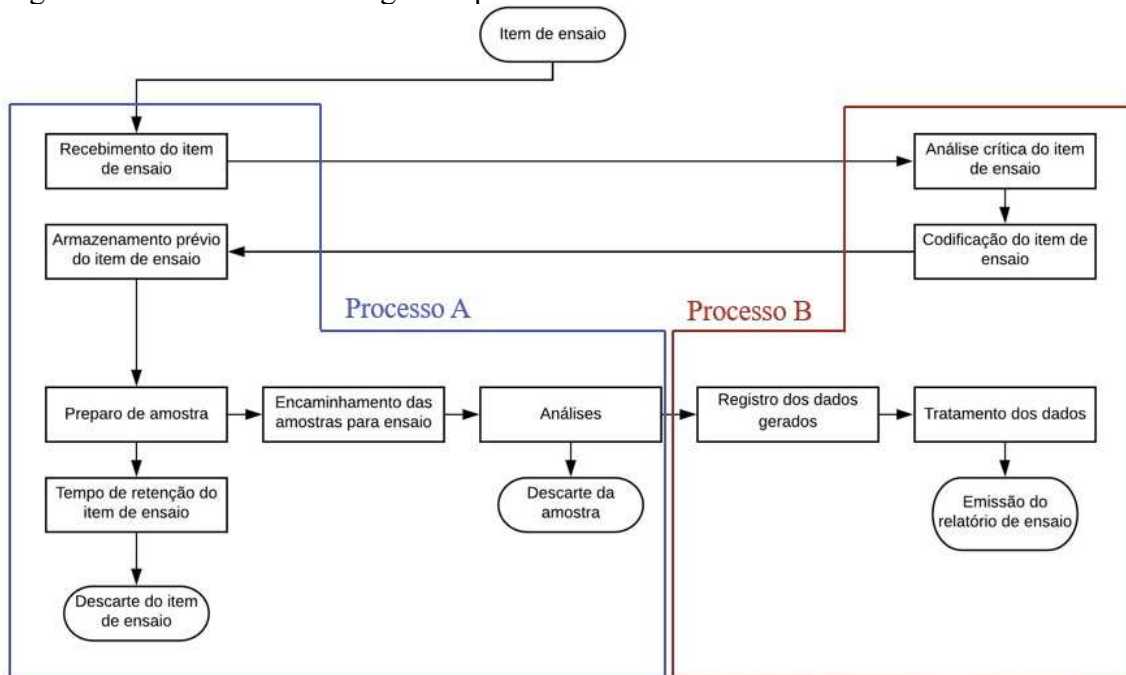 Item de ensaio
Recebimento do item
de ensaio
Análise crítica do item
de ensaio
Armazenamento prévio
do item de ensaio
Codificação do item de
ensaio
Processo A
Processo B
Preparo de amostra
Encaminhamento das
amostras para ensaio
Análises
Registro dos dados
gerados
Tratamento dos dados
Tempo de retenção do
item de ensaio
Descarte da
amostra
Emissão do
relatório de ensaio
Descarte do item
de ensaio